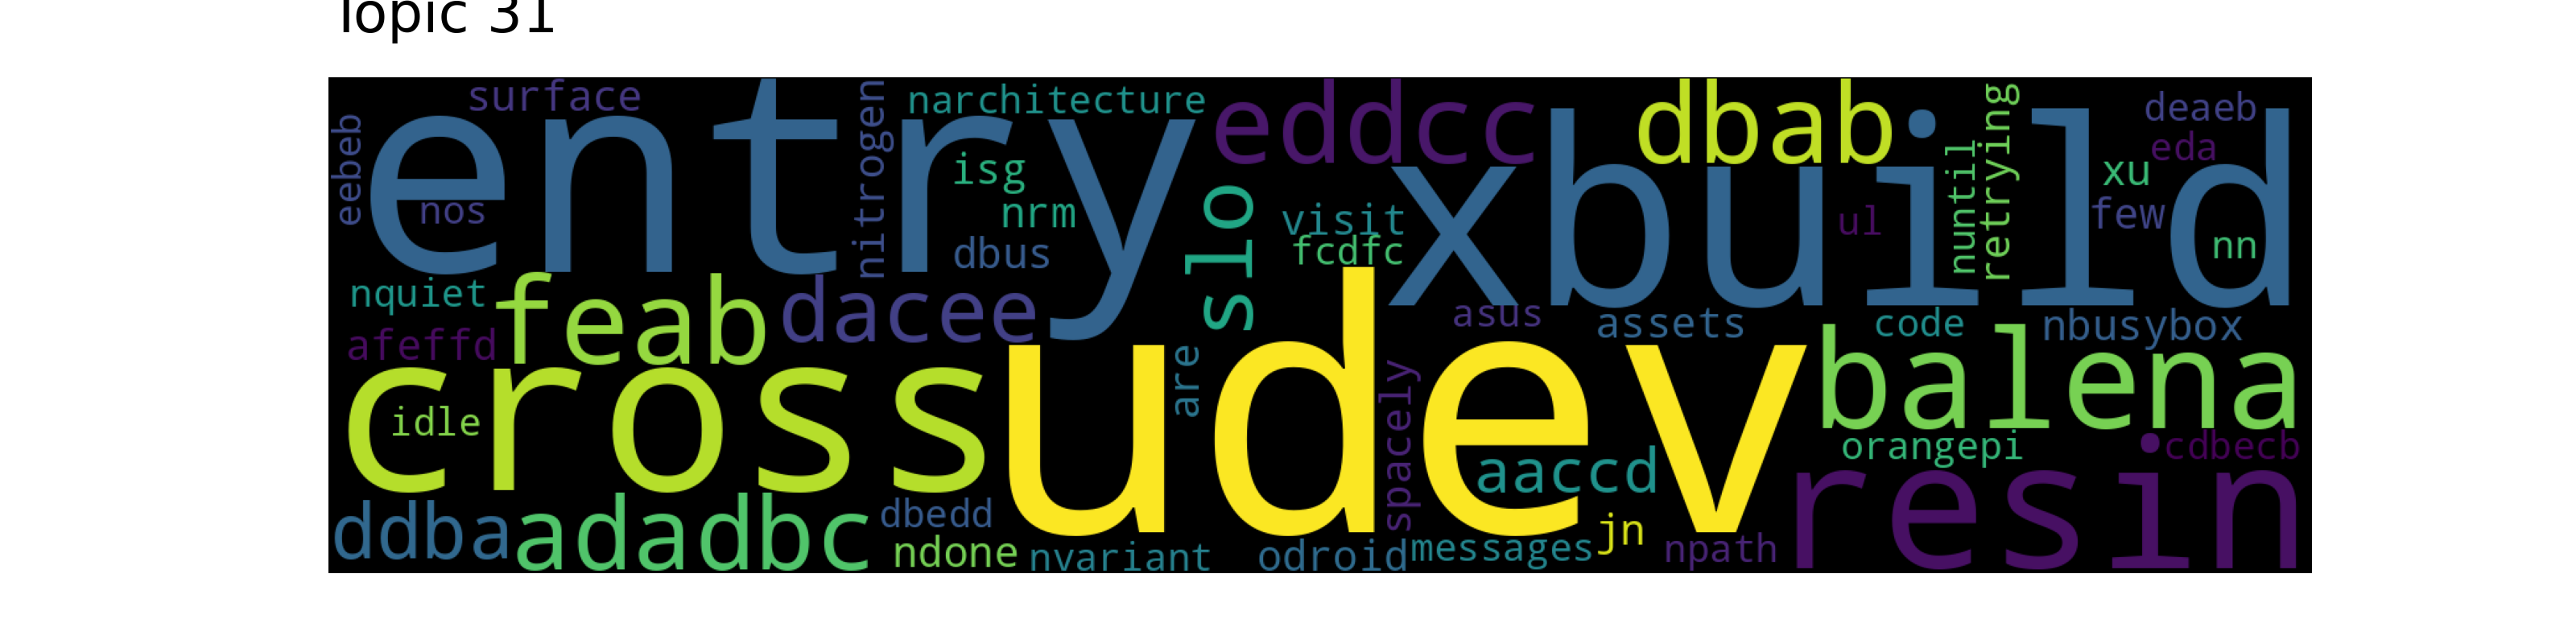 Topic 31
surface
nitrogen
narchitecture
eddcc
dbab
retrying
deaeb
eebeb
entry
isg
xbuild
nuntil
eda
xu
nos
nrm
slo
visit
ul
few
dbus
fcdfc
nn
nquiet
feab
dacee
asus
assets
code
nbusybox
afeffd
cross
udev
are
spacely
balena
idle
aaccd
orangepi
cdbecb
ddba
adadbc
dbedd
jn
resin
ndone
nvariant
odroid
messages
npath